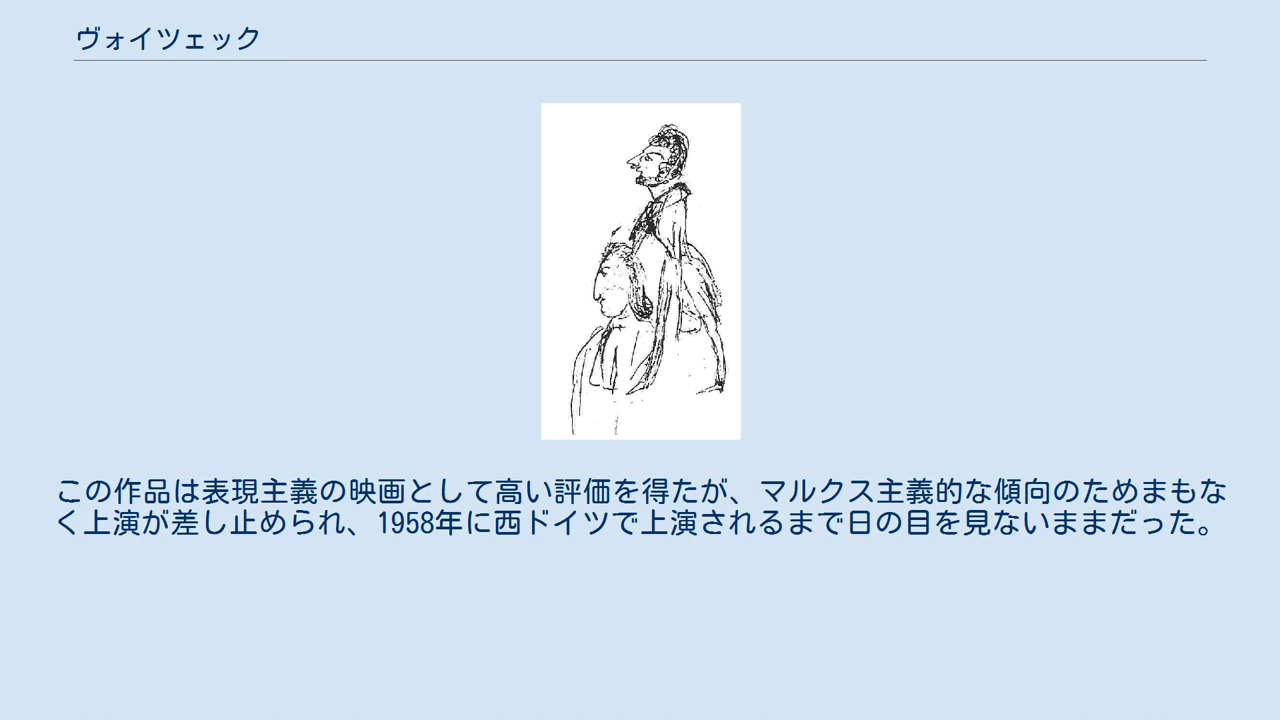 ヴォイツェック
この作品は表現主義の映画として高い評価を得たが、マルクス主義的な傾向のためまもな
く上演が差し止められ、1958年に西ドイツで上演されるまで日の目を見ないままだった。